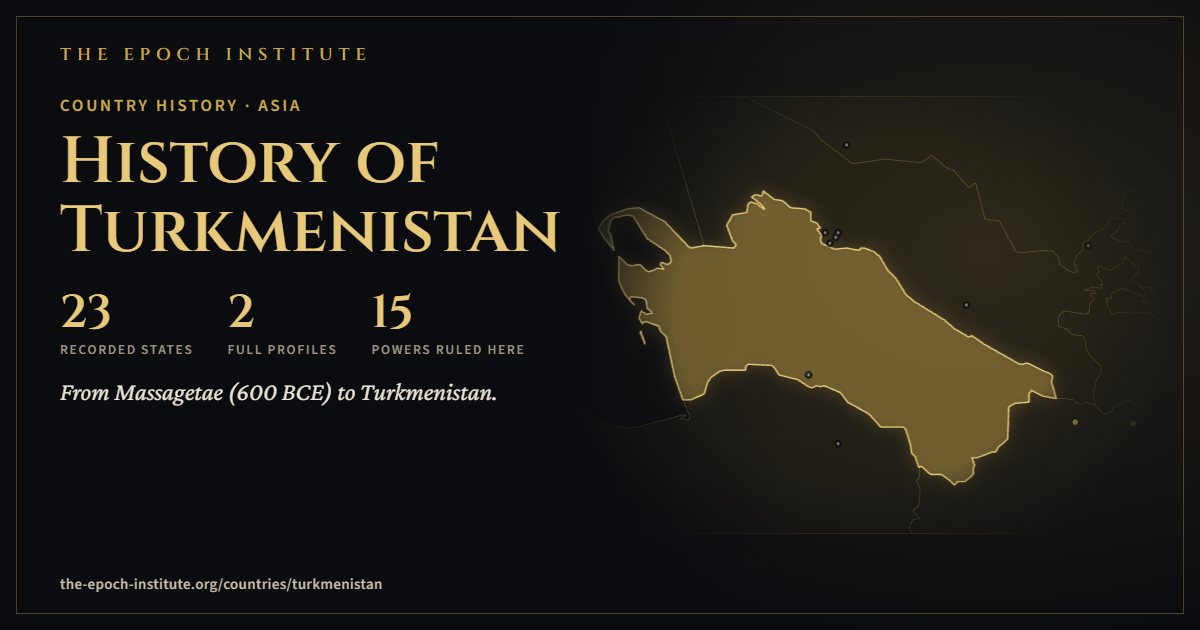 THE EPOCH INSTITUTE
COUNTRY HISTORY · ASIA
HISTORY OF
TURKMENISTAN
23 2 15
RECORDED STATES FULL PROFILES POWERS RULED HERE
From Massagetae (600 BCE) to Turkmenistan.
the-epoch-institute.org/countries/turkmenistan